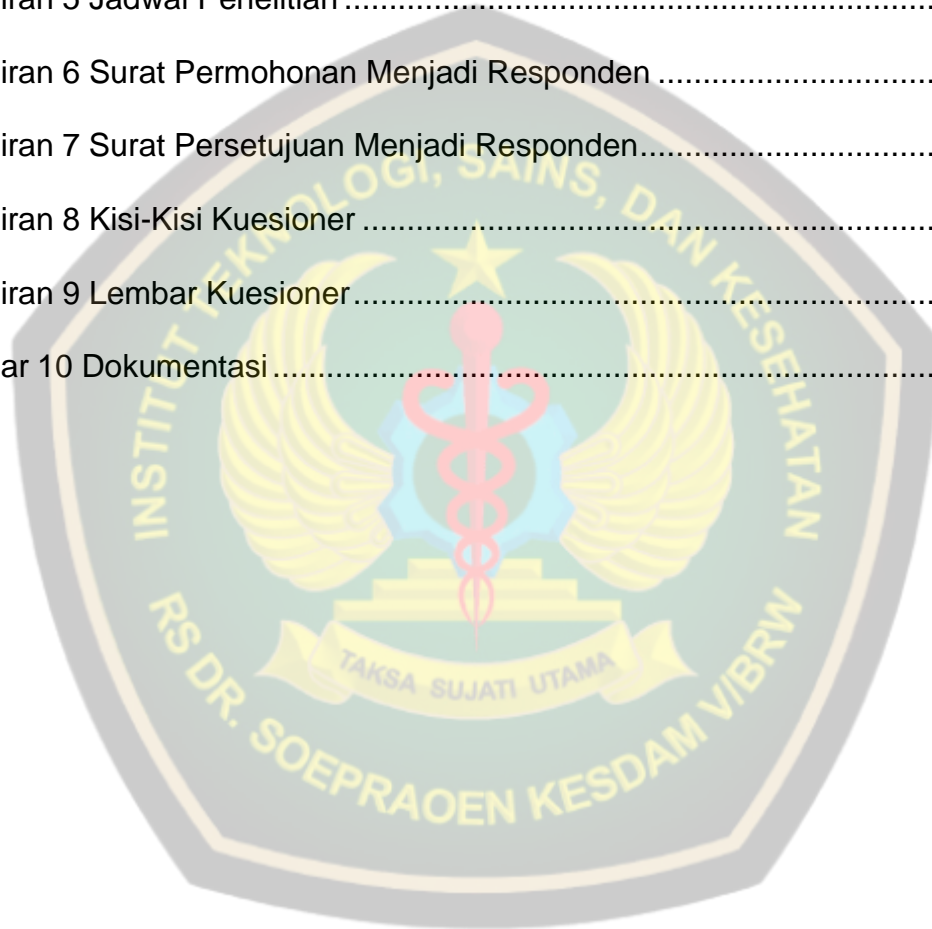 iran 5 Jadwal Penelitian ....................................................................
iran 6 Surat Permohonan Menjadi Responden ...............................
iran 7 Surat Persetujuan Menjadi Responden.................................
iran 8 Kisi-Kisi Kuesioner ................................................................
iran 9 Lembar Kuesioner.................................................................
ar 10 Dokumentasi ..........................................................................
INSTITUT TEKNOLOGI, SAINS, DAN KESEHATAN
TAKSA SUJATI UTAMA
RS DR. SOEPRAOEN KESDAM V/BRW